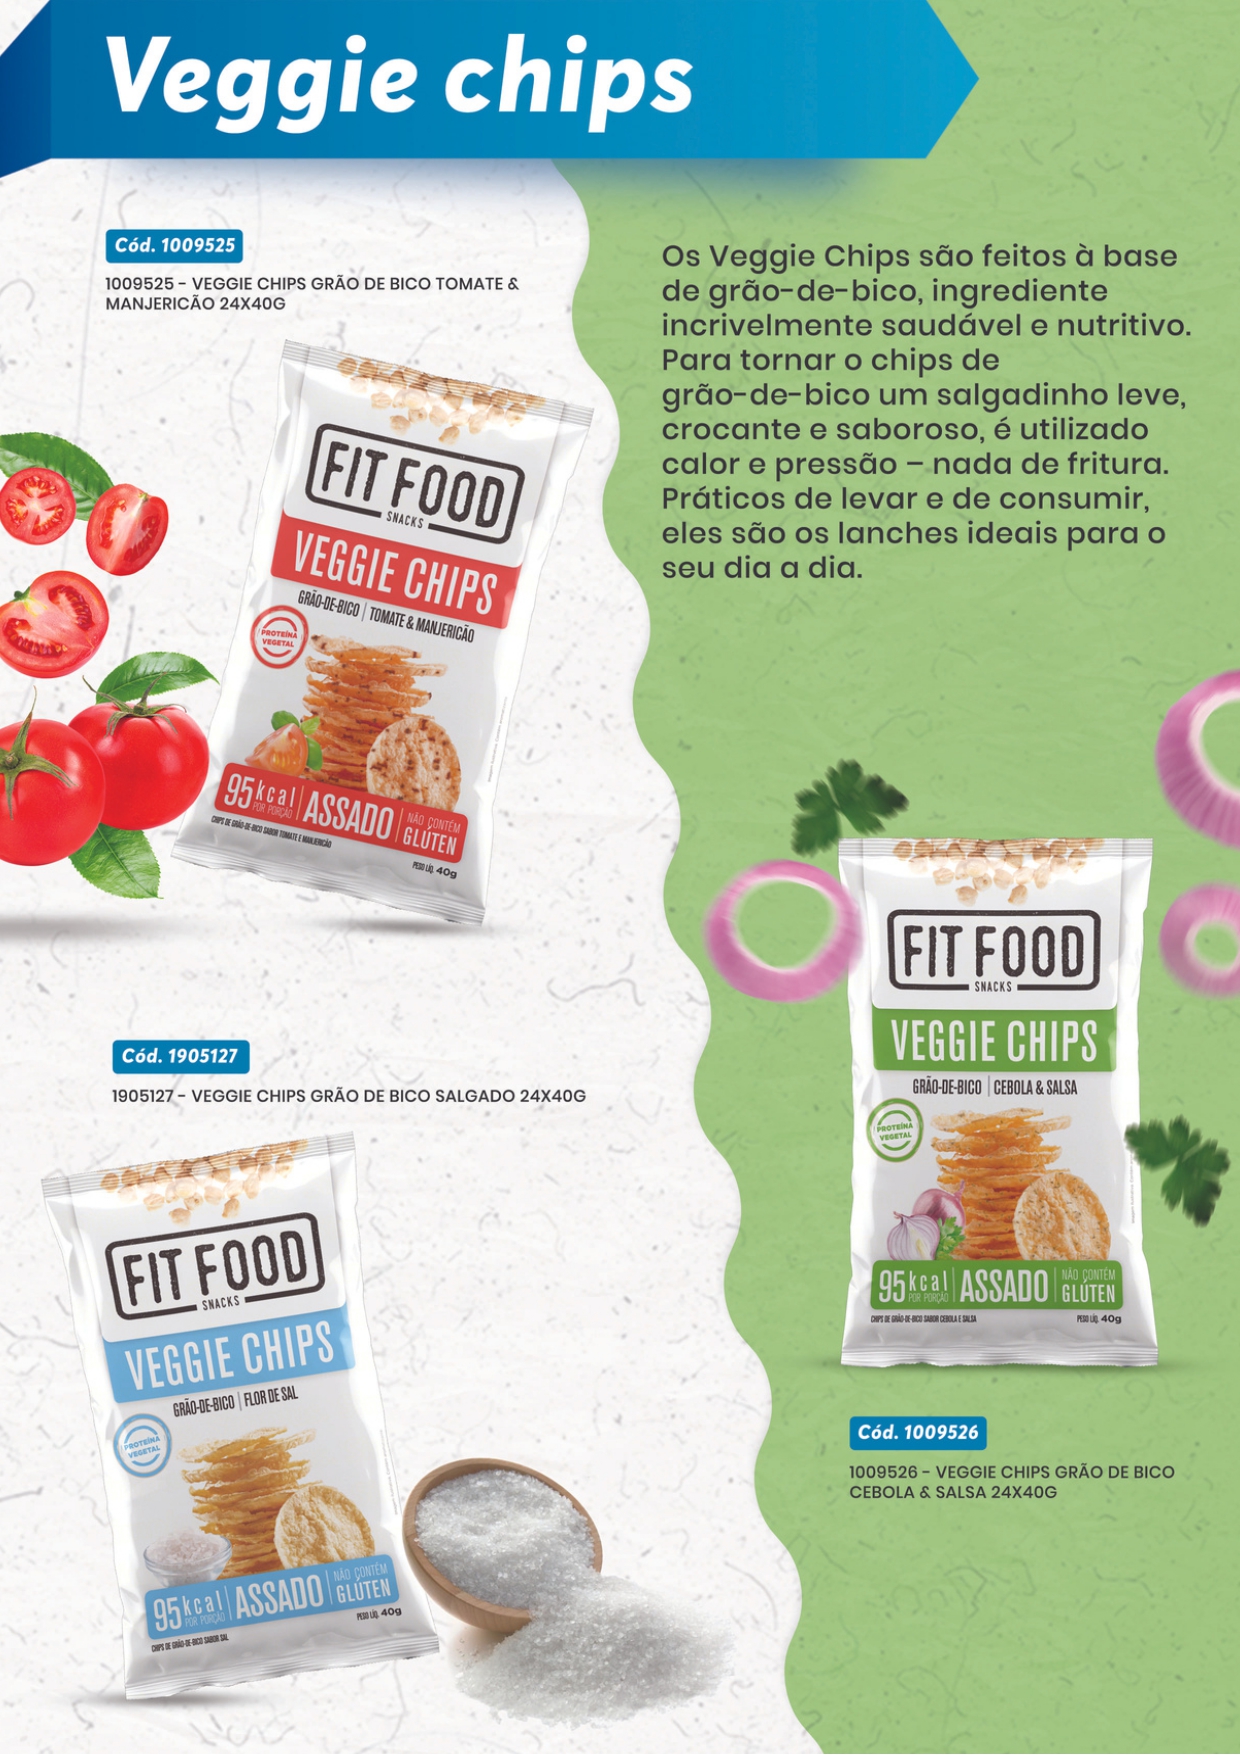 Veggie chips
Cód. 1009525
1009525 - VEGGIE CHIPS GRÃO DE BICO TOMATE &
MANJERICÃO 24X40G
Os Veggie Chips são feitos à base
de grão-de-bico, ingrediente
incrivelmente saudável e nutritivo.
Para tornar o chips de
grão-de-bico um salgadinho leve,
crocante e saboroso, é utilizado
calor e pressão – nada de fritura.
Práticos de levar e de consumir,
eles são os lanches ideais para o
seu dia a dia.
FIT FOOD
SNACKS
VEGGIE CHIPS
GRÃO-DE-BICO | TOMATE & MANJERICÃO
PROTEÍNA
VEGETAL
95kcal
POR PORÇÃO
ASSADO
NÃO CONTÉM
GLÚTEN
CHIPS DE GRÃO-DE-BICO SABOR TOMATE E MANJERICÃO
PESO LÍQ. 40g
FIT FOOD
SNACKS
VEGGIE CHIPS
GRÃO-DE-BICO | CEBOLA & SALSA
PROTEÍNA
VEGETAL
95kcal
POR PORÇÃO
ASSADO
NÃO CONTÉM
GLÚTEN
CHIPS DE GRÃO-DE-BICO SABOR CEBOLA E SALSA
PESO LÍQ. 40g
Cód. 1009526
1009526 - VEGGIE CHIPS GRÃO DE BICO
CEBOLA & SALSA 24X40G
Cód. 1905127
1905127 - VEGGIE CHIPS GRÃO DE BICO SALGADO 24X40G
FIT FOOD
SNACKS
VEGGIE CHIPS
GRÃO-DE-BICO | FLOR DE SAL
PROTEÍNA
VEGETAL
95kcal
POR PORÇÃO
ASSADO
NÃO CONTÉM
GLÚTEN
CHIPS DE GRÃO-DE-BICO SABOR SAL
PESO LÍQ. 40g